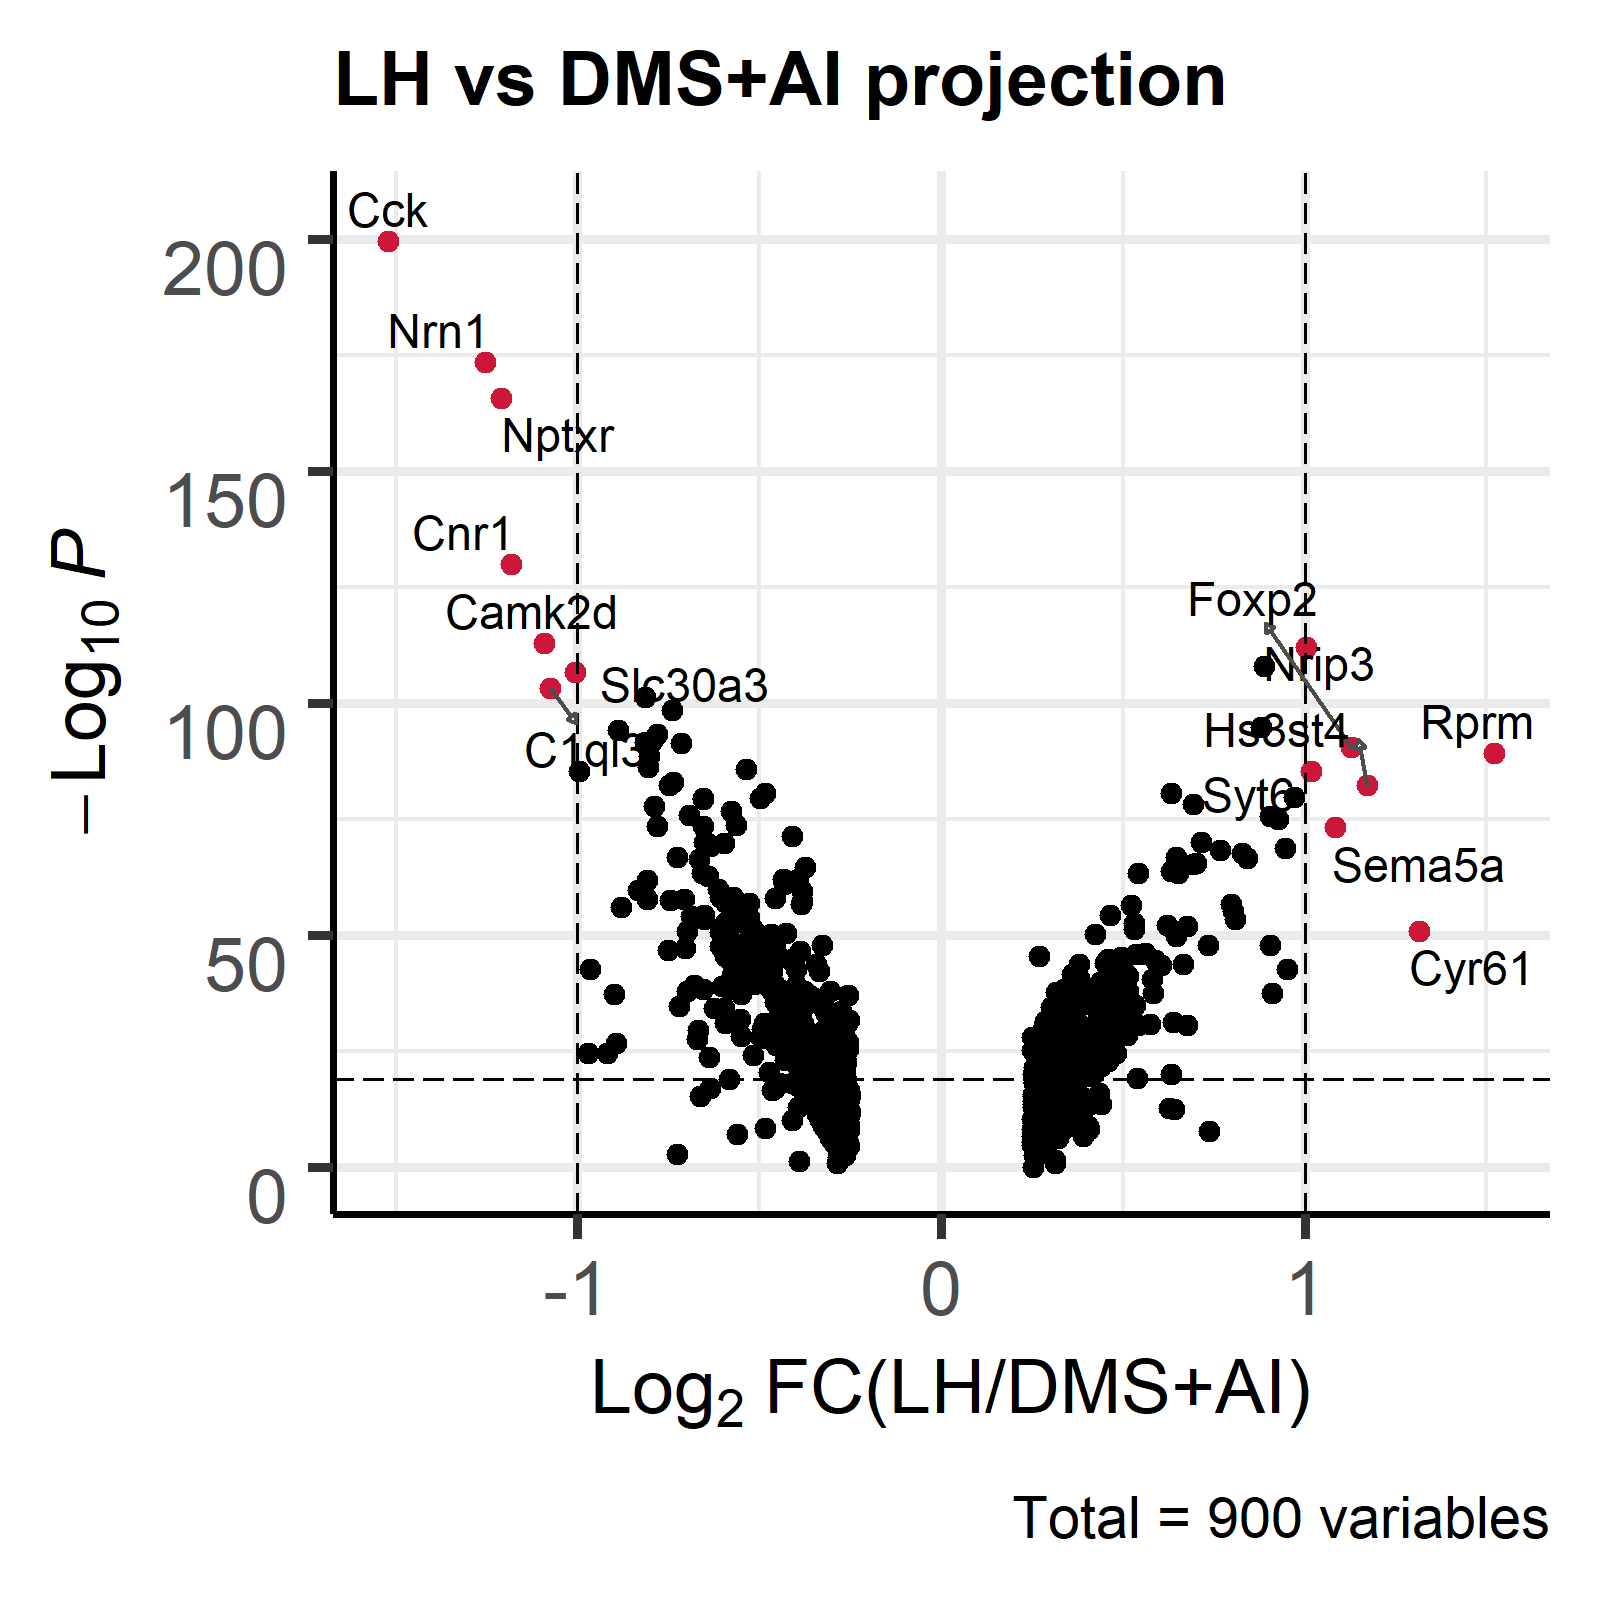 LH vs DMS+AI projection
Cck
200
Nrn1
Nptxr
150
Cnr1
Camk2d
Foxp2
Nrip3
Slc30a3
100
Rprm
Hs3st4
C1ql3
Syt6
Sema5a
50
Cyr61
0
-1 0 1
−Log10 P
Log2 FC(LH/DMS+AI)
Total = 900 variables